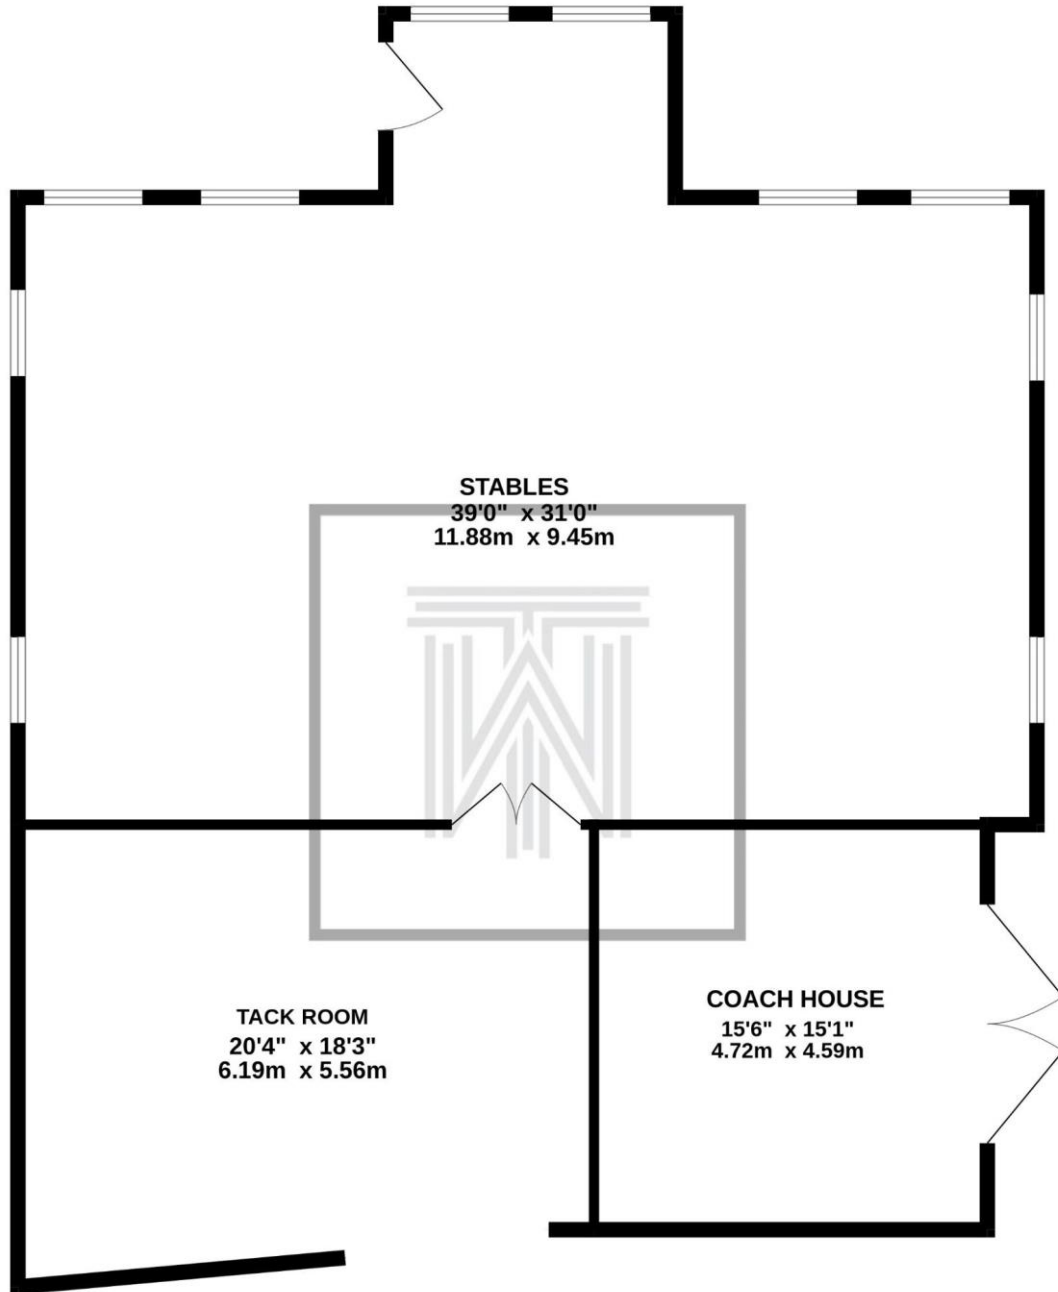 STABLES
39'0" x 31'0"
11.88m x 9.45m
TACK ROOM
20'4" x 18'3"
6.19m x 5.56m
COACH HOUSE
15'6" x 15'1"
4.72m x 4.59m